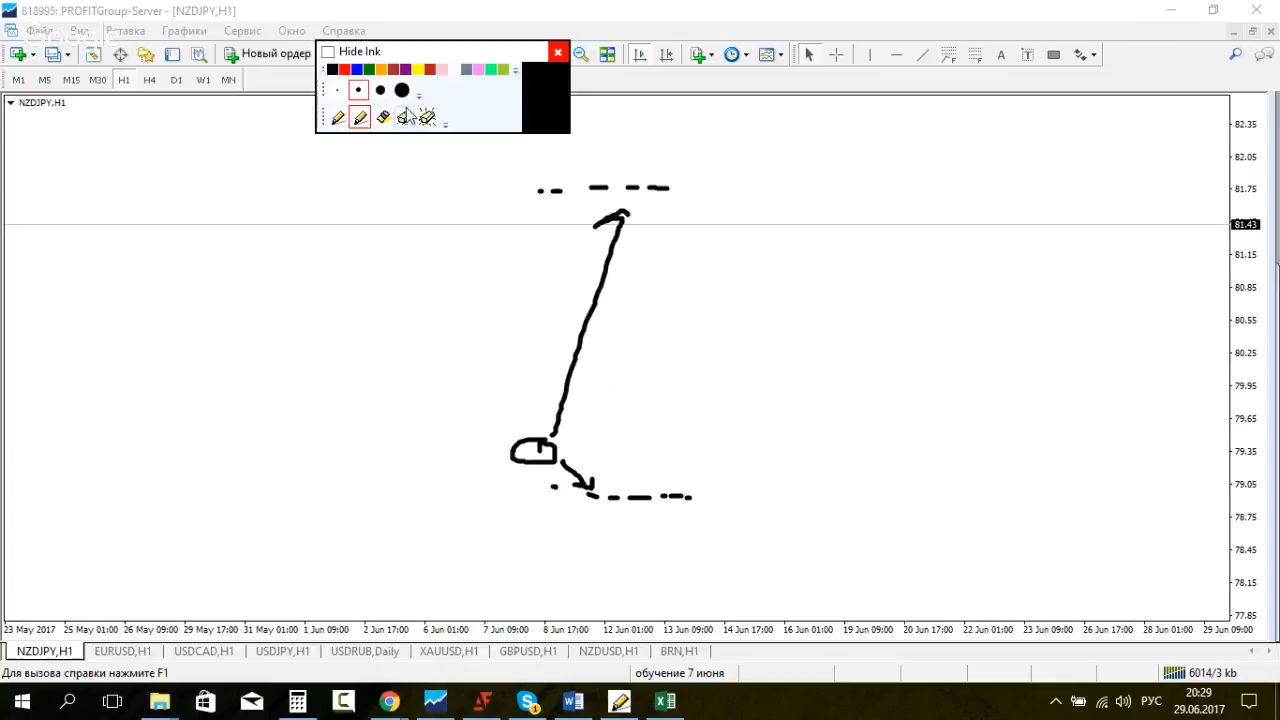 818995: PROFITGroup-Server - [NZDJPY,H1]
Файл Вид Вставка Графики Сервис Окно Справка
Новый ордер
Hide Ink
M1 M5 M15 M30 H1 H4 D1 W1 MN
NZDJPY,H1
82.35
82.05
81.75
81.43
81.15
80.85
80.55
80.25
79.95
79.65
79.35
79.05
78.75
78.45
78.15
77.85
23 May 2017 25 May 01:00 26 May 09:00 29 May 17:00 31 May 01:00 1 Jun 09:00 2 Jun 17:00 6 Jun 01:00 7 Jun 09:00 8 Jun 17:00 12 Jun 01:00 13 Jun 09:00 14 Jun 17:00 16 Jun 01:00 19 Jun 09:00 20 Jun 17:00 22 Jun 01:00 23 Jun 09:00 26 Jun 17:00 28 Jun 01:00 29 Jun 09:00
NZDJPY,H1 EURUSD,H1 USDCAD,H1 USDJPY,H1 USDRUB,Daily XAUUSD,H1 GBPUSD,H1 NZDUSD,H1 BRN,H1
Для вызова справки нажмите F1 обучение 7 июня 6014/3 kb
РУС 20:29
29.06.2017